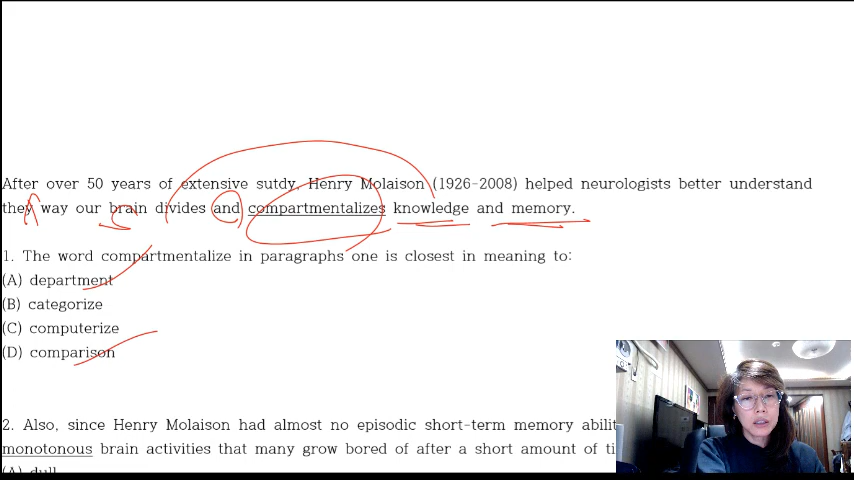 After over 50 years of extensive sutdy, Henry Molaison (1926-2008) helped neurologists better understand
they way our brain divides and compartmentalizes knowledge and memory.
1. The word compartmentalize in paragraphs one is closest in meaning to:
(A) department
(B) categorize
(C) computerize
(D) comparison
2. Also, since Henry Molaison had almost no episodic short-term memory abilit
monotonous brain activities that many grow bored of after a short amount of ti
(A) dull